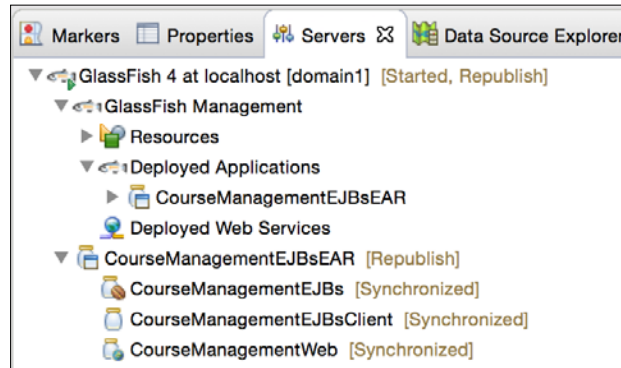 Markers Properties Servers Data Source Explorer
GlassFish 4 at localhost [domain1] [Started, Republish]
GlassFish Management
Resources
Deployed Applications
CourseManagementEJBsEAR
Deployed Web Services
CourseManagementEJBsEAR [Republish]
CourseManagementEJBs [Synchronized]
CourseManagementEJBsClient [Synchronized]
CourseManagementWeb [Synchronized]